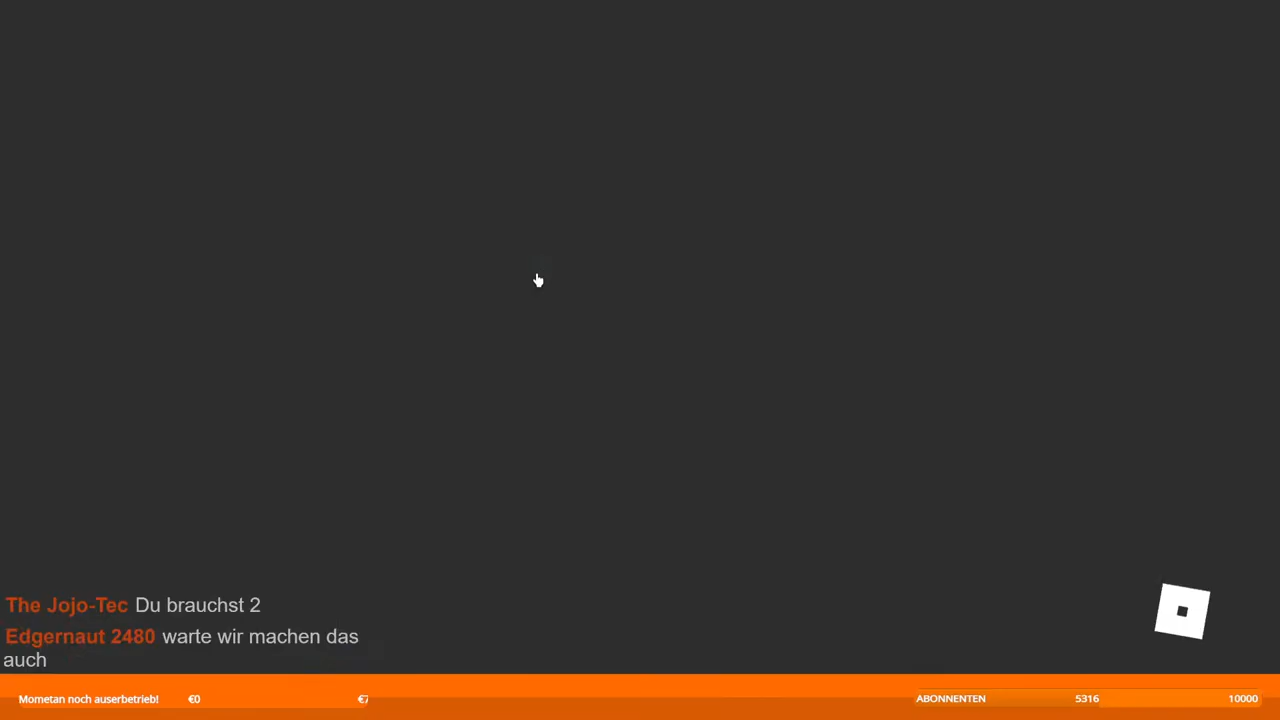 The Jojo-Tec Du brauchst 2
Edgernaut 2480 warte wir machen das
auch
Mometan noch auserbetrieb! €0 €7
ABONNENTEN 5316 10000